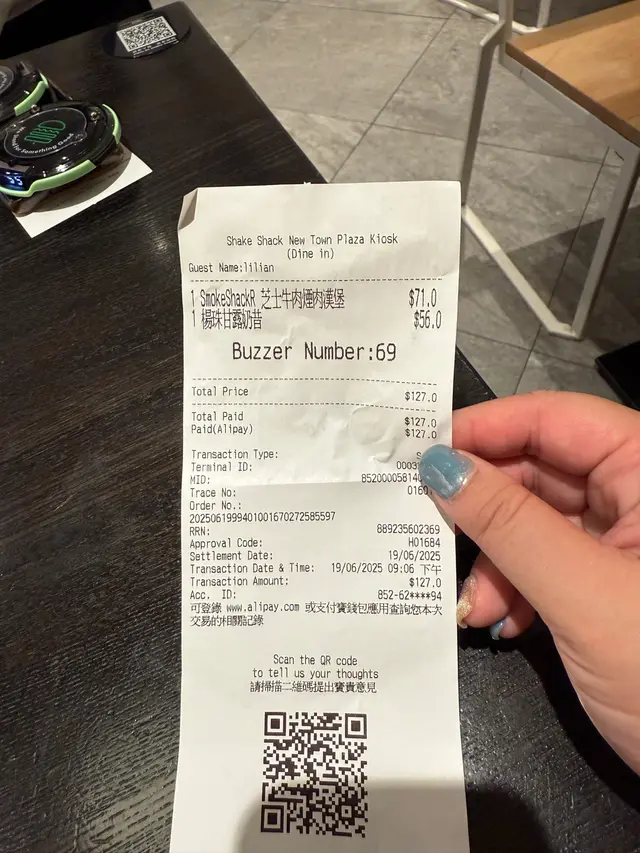 Shake Shack New Town Plaza Kiosk
(Dine in)
Guest Name:lilian
1 SmokeShackR 芝士牛肉煙肉漢堡 $71.0
1 楊珠甘露奶昔 $56.0
Buzzer Number:69
Total Price $127.0
Total Paid $127.0
Paid(Alipay) $127.0
Transaction Type:
Terminal ID:
MID:
Trace No:
Order No.:
2025061999401001670272585597
RRN: 889235602369
Approval Code: H01684
Settlement Date: 19/06/2025
Transaction Date & Time: 19/06/2025 09:06 下午
Transaction Amount: $127.0
Acc. ID: 852-62****94
可登錄 www.alipay.com 或支付寶錢包應用查詢您本次
交易的相關記錄
Scan the QR code
to tell us your thoughts
請掃描二維碼提出寶貴意見